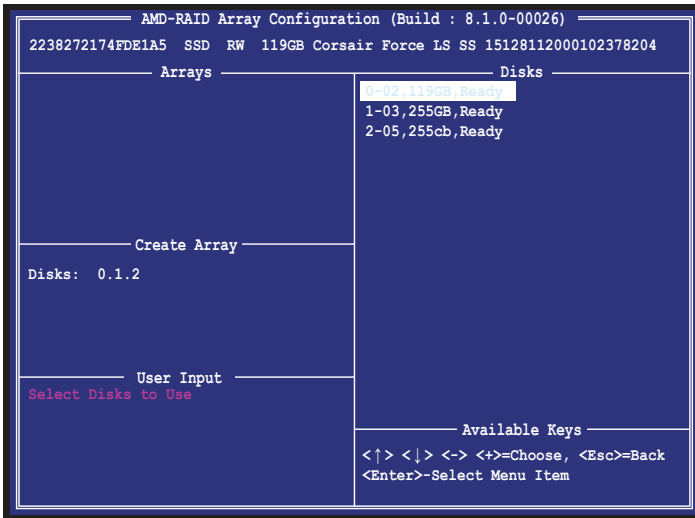 AMD-RAID Array Configuration (Build : 8.1.0-00026)
2238272174FDE1A5 SSD RW 119GB Corsair Force LS SS 15128112000102378204
Arrays
Disks
0-02,119GB,Ready
1-03,255GB,Ready
2-05,255cb,Ready
Create Array
Disks: 0.1.2
User Input
Select Disks to Use
Available Keys
<↑> <↓> <-> <+>=Choose, <Esc>=Back
<Enter>-Select Menu Item